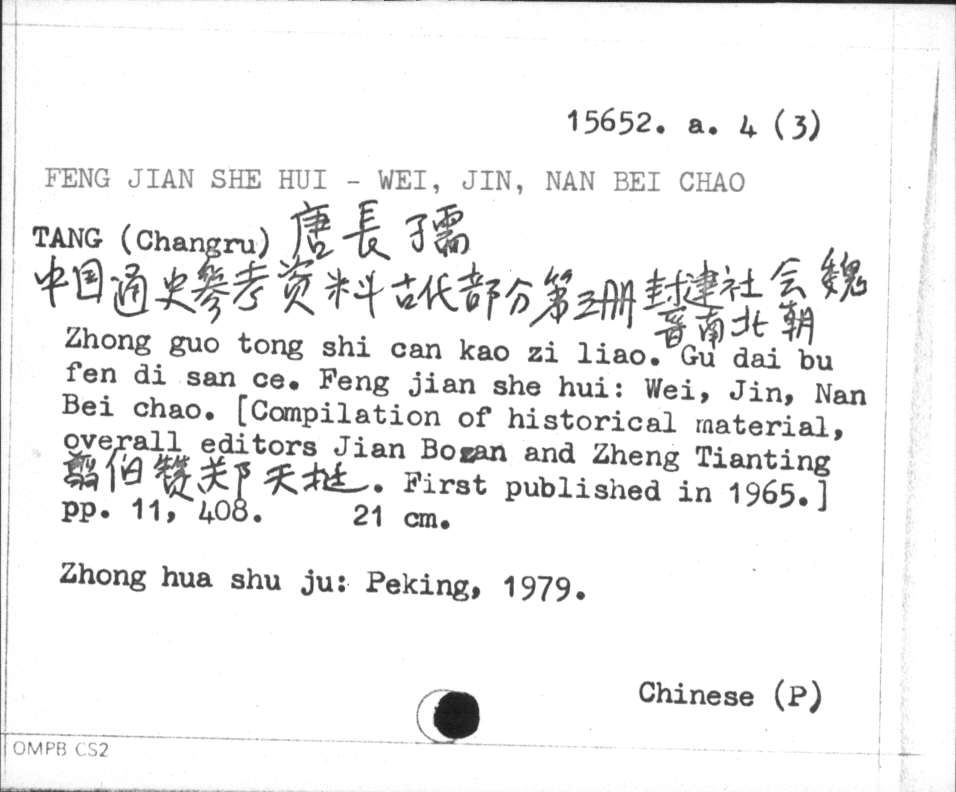 15652. a. 4 (3)
FENG JIAN SHE HUI - WEI, JIN, NAN BEI CHAO
TANG (Changru) 唐長孺
中国通史參考资料古代部分第三册封建社会魏
晋南北朝
Zhong guo tong shi can kao zi liao. Gu dai bu
fen di san ce. Feng jian she hui: Wei, Jin, Nan
Bei chao. [Compilation of historical material,
overall editors Jian Bozan and Zheng Tianting
翦伯赞郑天挺. First published in 1965.]
pp. 11, 408. 21 cm.
Zhong hua shu ju: Peking, 1979.
Chinese (P)
OMPB CS2